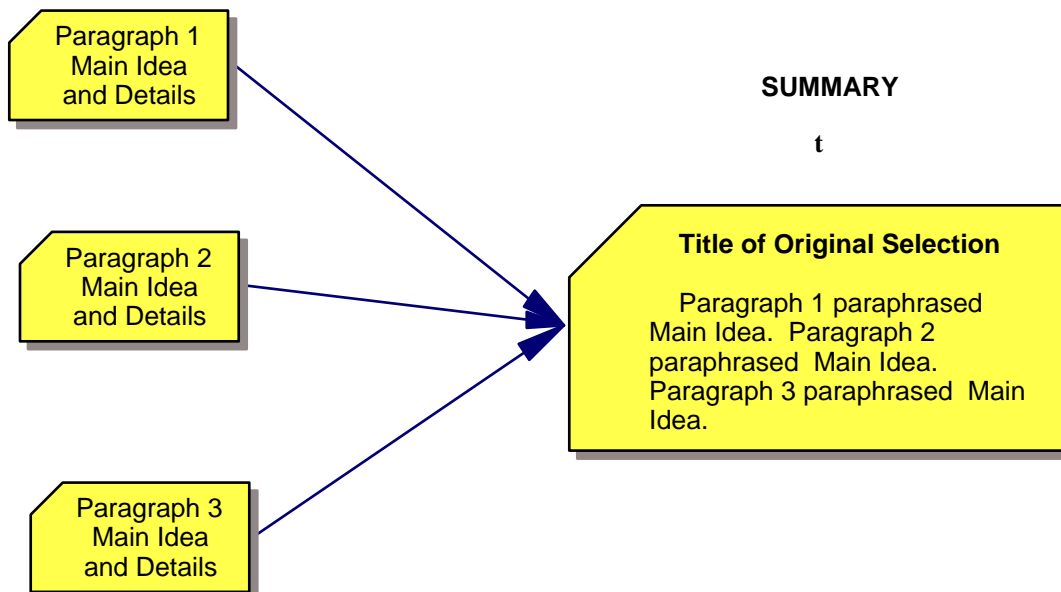 Paragraph 1
Main Idea
and Details
SUMMARY
t
Paragraph 2
Main Idea
and Details
Title of Original Selection
Paragraph 1 paraphrased
Main Idea.  Paragraph 2
paraphrased  Main Idea.
Paragraph 3 paraphrased  Main
Idea.
Paragraph 3
Main Idea
and Details